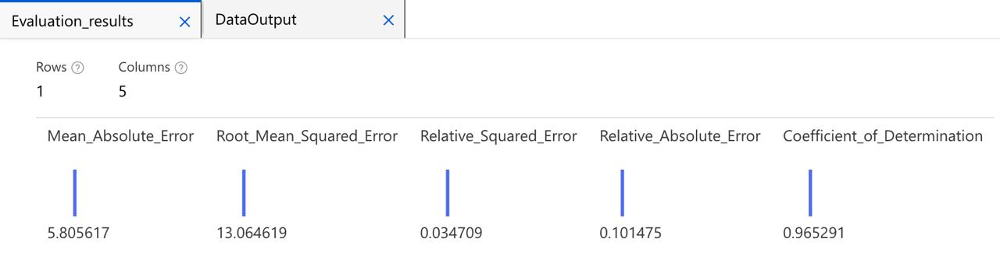 Evaluation_results
DataOutput
Rows Columns
1 5
Mean_Absolute_Error Root_Mean_Squared_Error Relative_Squared_Error Relative_Absolute_Error Coefficient_of_Determination
5.805617 13.064619 0.034709 0.101475 0.965291